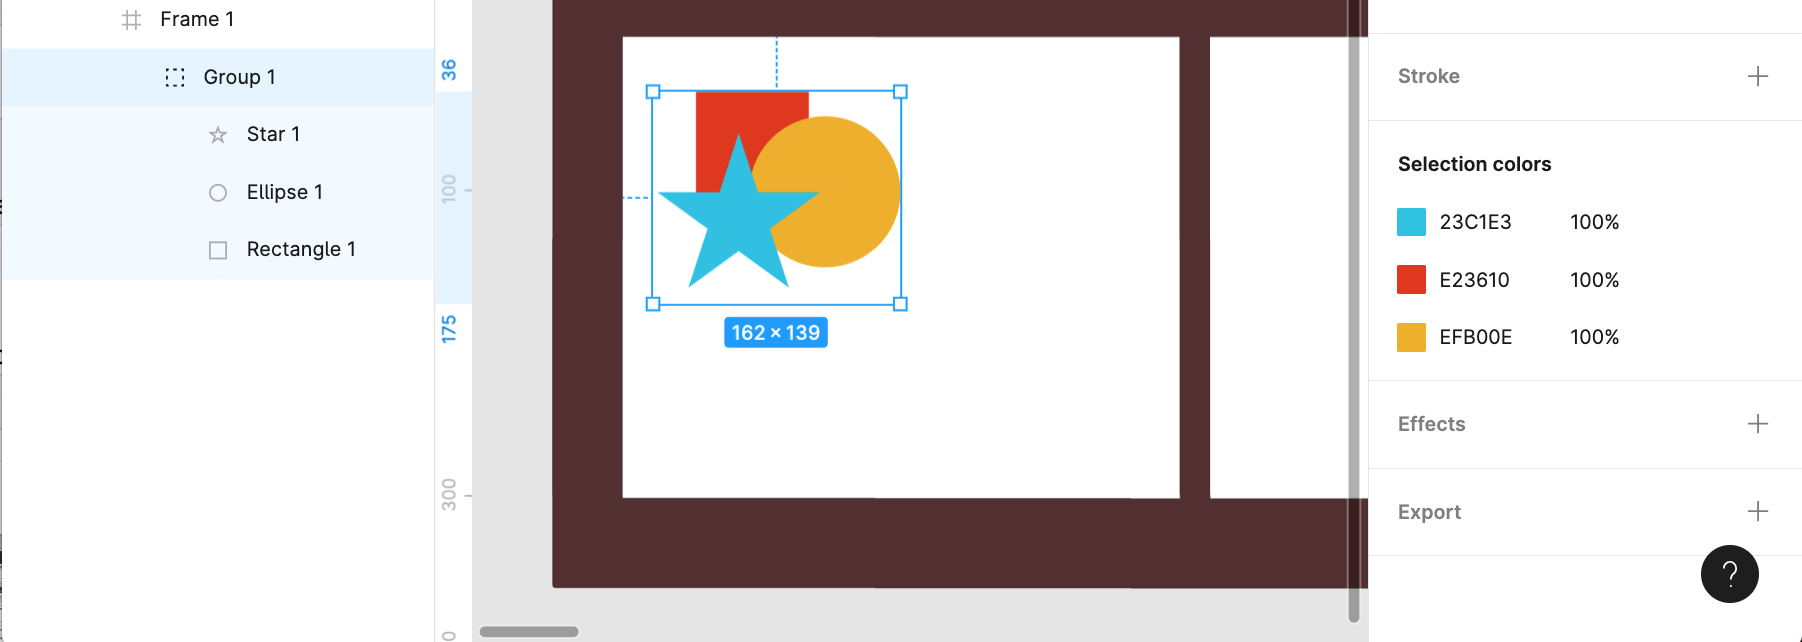 Frame 1
Group 1
Star 1
Ellipse 1
Rectangle 1
36
100
175
300
0
162 × 139
Stroke
Selection colors
23C1E3 100%
E23610 100%
EFB00E 100%
Effects
Export
?